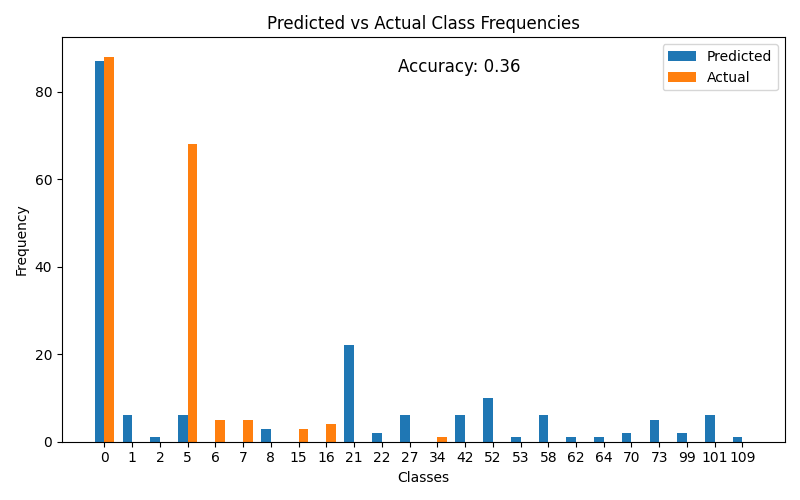 Predicted vs Actual Class Frequencies
Accuracy: 0.36
Predicted
Actual
Frequency
80
60
40
20
0
0 1 2 5 6 7 8 15 16 21 22 27 34 42 52 53 58 62 64 70 73 99 101 109
Classes